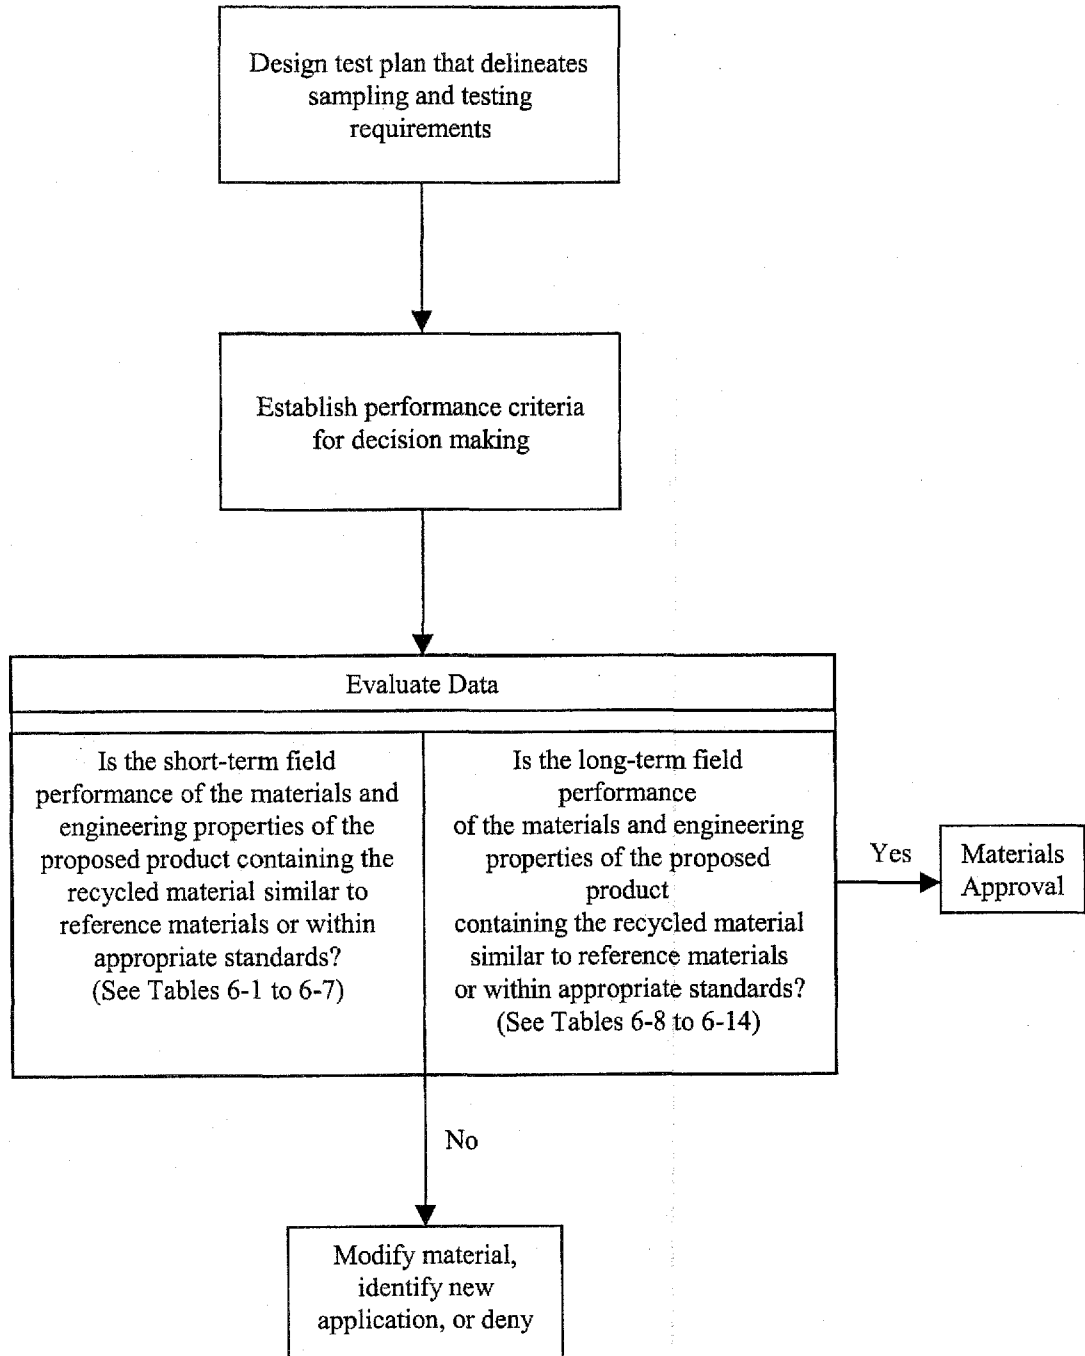 Design test plan that delineates
sampling and testing
requirements
Establish performance criteria
for decision making
Evaluate Data
Is the short-term field
performance of the materials and
engineering properties of the
proposed product containing the
recycled material similar to
reference materials or within
appropriate standards?
(See Tables 6-1 to 6-7)
Is the long-term field
performance
of the materials and engineering
properties of the proposed
product
containing the recycled material
similar to reference materials
or within appropriate standards?
(See Tables 6-8 to 6-14)
Yes
Materials
Approval
No
Modify material,
identify new
application, or deny